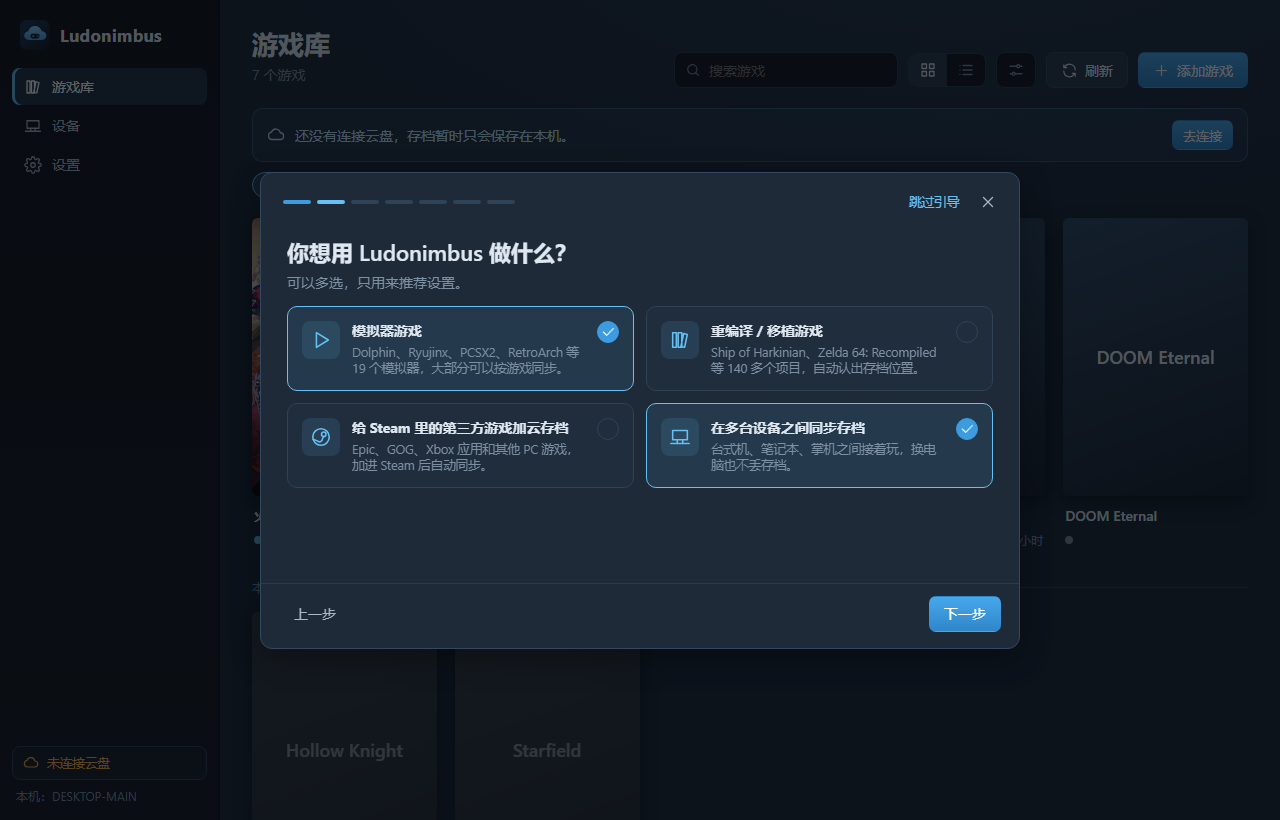 Ludonimbus
游戏库
设备
设置
未连接云盘
本机：DESKTOP-MAIN
游戏库
7 个游戏
搜索游戏
刷新
添加游戏
还没有连接云盘，存档暂时只会保存在本机。
去连接
跳过引导
你想用 Ludonimbus 做什么？
可以多选，只用来推荐设置。
模拟器游戏
Dolphin、Ryujinx、PCSX2、RetroArch 等
19 个模拟器，大部分可以按游戏同步。
重编译 / 移植游戏
Ship of Harkinian、Zelda 64: Recompiled
等 140 多个项目，自动认出存档位置。
给 Steam 里的第三方游戏加云存档
Epic、GOG、Xbox 应用和其他 PC 游戏，
加进 Steam 后自动同步。
在多台设备之间同步存档
台式机、笔记本、掌机之间接着玩，换电
脑也不丢存档。
上一步
下一步
DOOM Eternal
DOOM Eternal
小时
Hollow Knight
Starfield